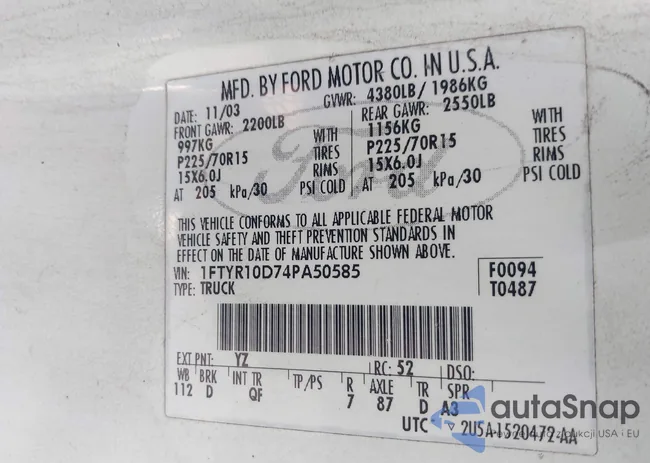 MFD. BY FORD MOTOR CO. IN U.S.A.
DATE: 11/03 GVWR: 4380LB/ 1986KG
FRONT GAWR: 2200LB REAR GAWR: 2550LB
997KG WITH 1156KG WITH
P225/70R15 TIRES P225/70R15 TIRES
15X6.0J RIMS 15X6.0J RIMS
AT 205 kPa/30 PSI COLD AT 205 kPa/30 PSI COLD
Ford
THIS VEHICLE CONFORMS TO ALL APPLICABLE FEDERAL MOTOR
VEHICLE SAFETY AND THEFT PREVENTION STANDARDS IN
EFFECT ON THE DATE OF MANUFACTURE SHOWN ABOVE.
VIN: 1FTYR10D74PA50585 F0094
TYPE: TRUCK T0487
EXT PNT: YZ RC: 52 DSO:
WB BRK INT TR TP/PS R AXLE TR SPR
112 D QF 7 87 D A3
UTC 2U5A-1520472-AA
autoSnap
USA i EU